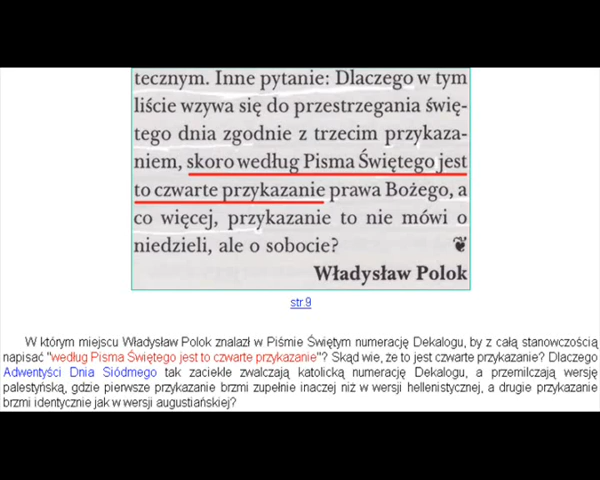 tecznym. Inne pytanie: Dlaczego w tym
liście wzywa się do przestrzegania świę-
tego dnia zgodnie z trzecim przykaza-
niem, skoro według Pisma Świętego jest
to czwarte przykazanie prawa Bożego, a
co więcej, przykazanie to nie mówi o
niedzieli, ale o sobocie?
Władysław Polok
str.9
W którym miejscu Władysław Polok znalazł w Piśmie Świętym numerację Dekalogu, by z całą stanowczością
napisać "według Pisma Świętego jest to czwarte przykazanie"? Skąd wie, że to jest czwarte przykazanie? Dlaczego
Adwentyści Dnia Siódmego tak zaciekle zwalczają katolicką numerację Dekalogu, a przemilczają wersję
palestyńską, gdzie pierwsze przykazanie brzmi zupełnie inaczej niż w wersji hellenistycznej, a drugie przykazanie
brzmi identycznie jak w wersji augustiańskiej?